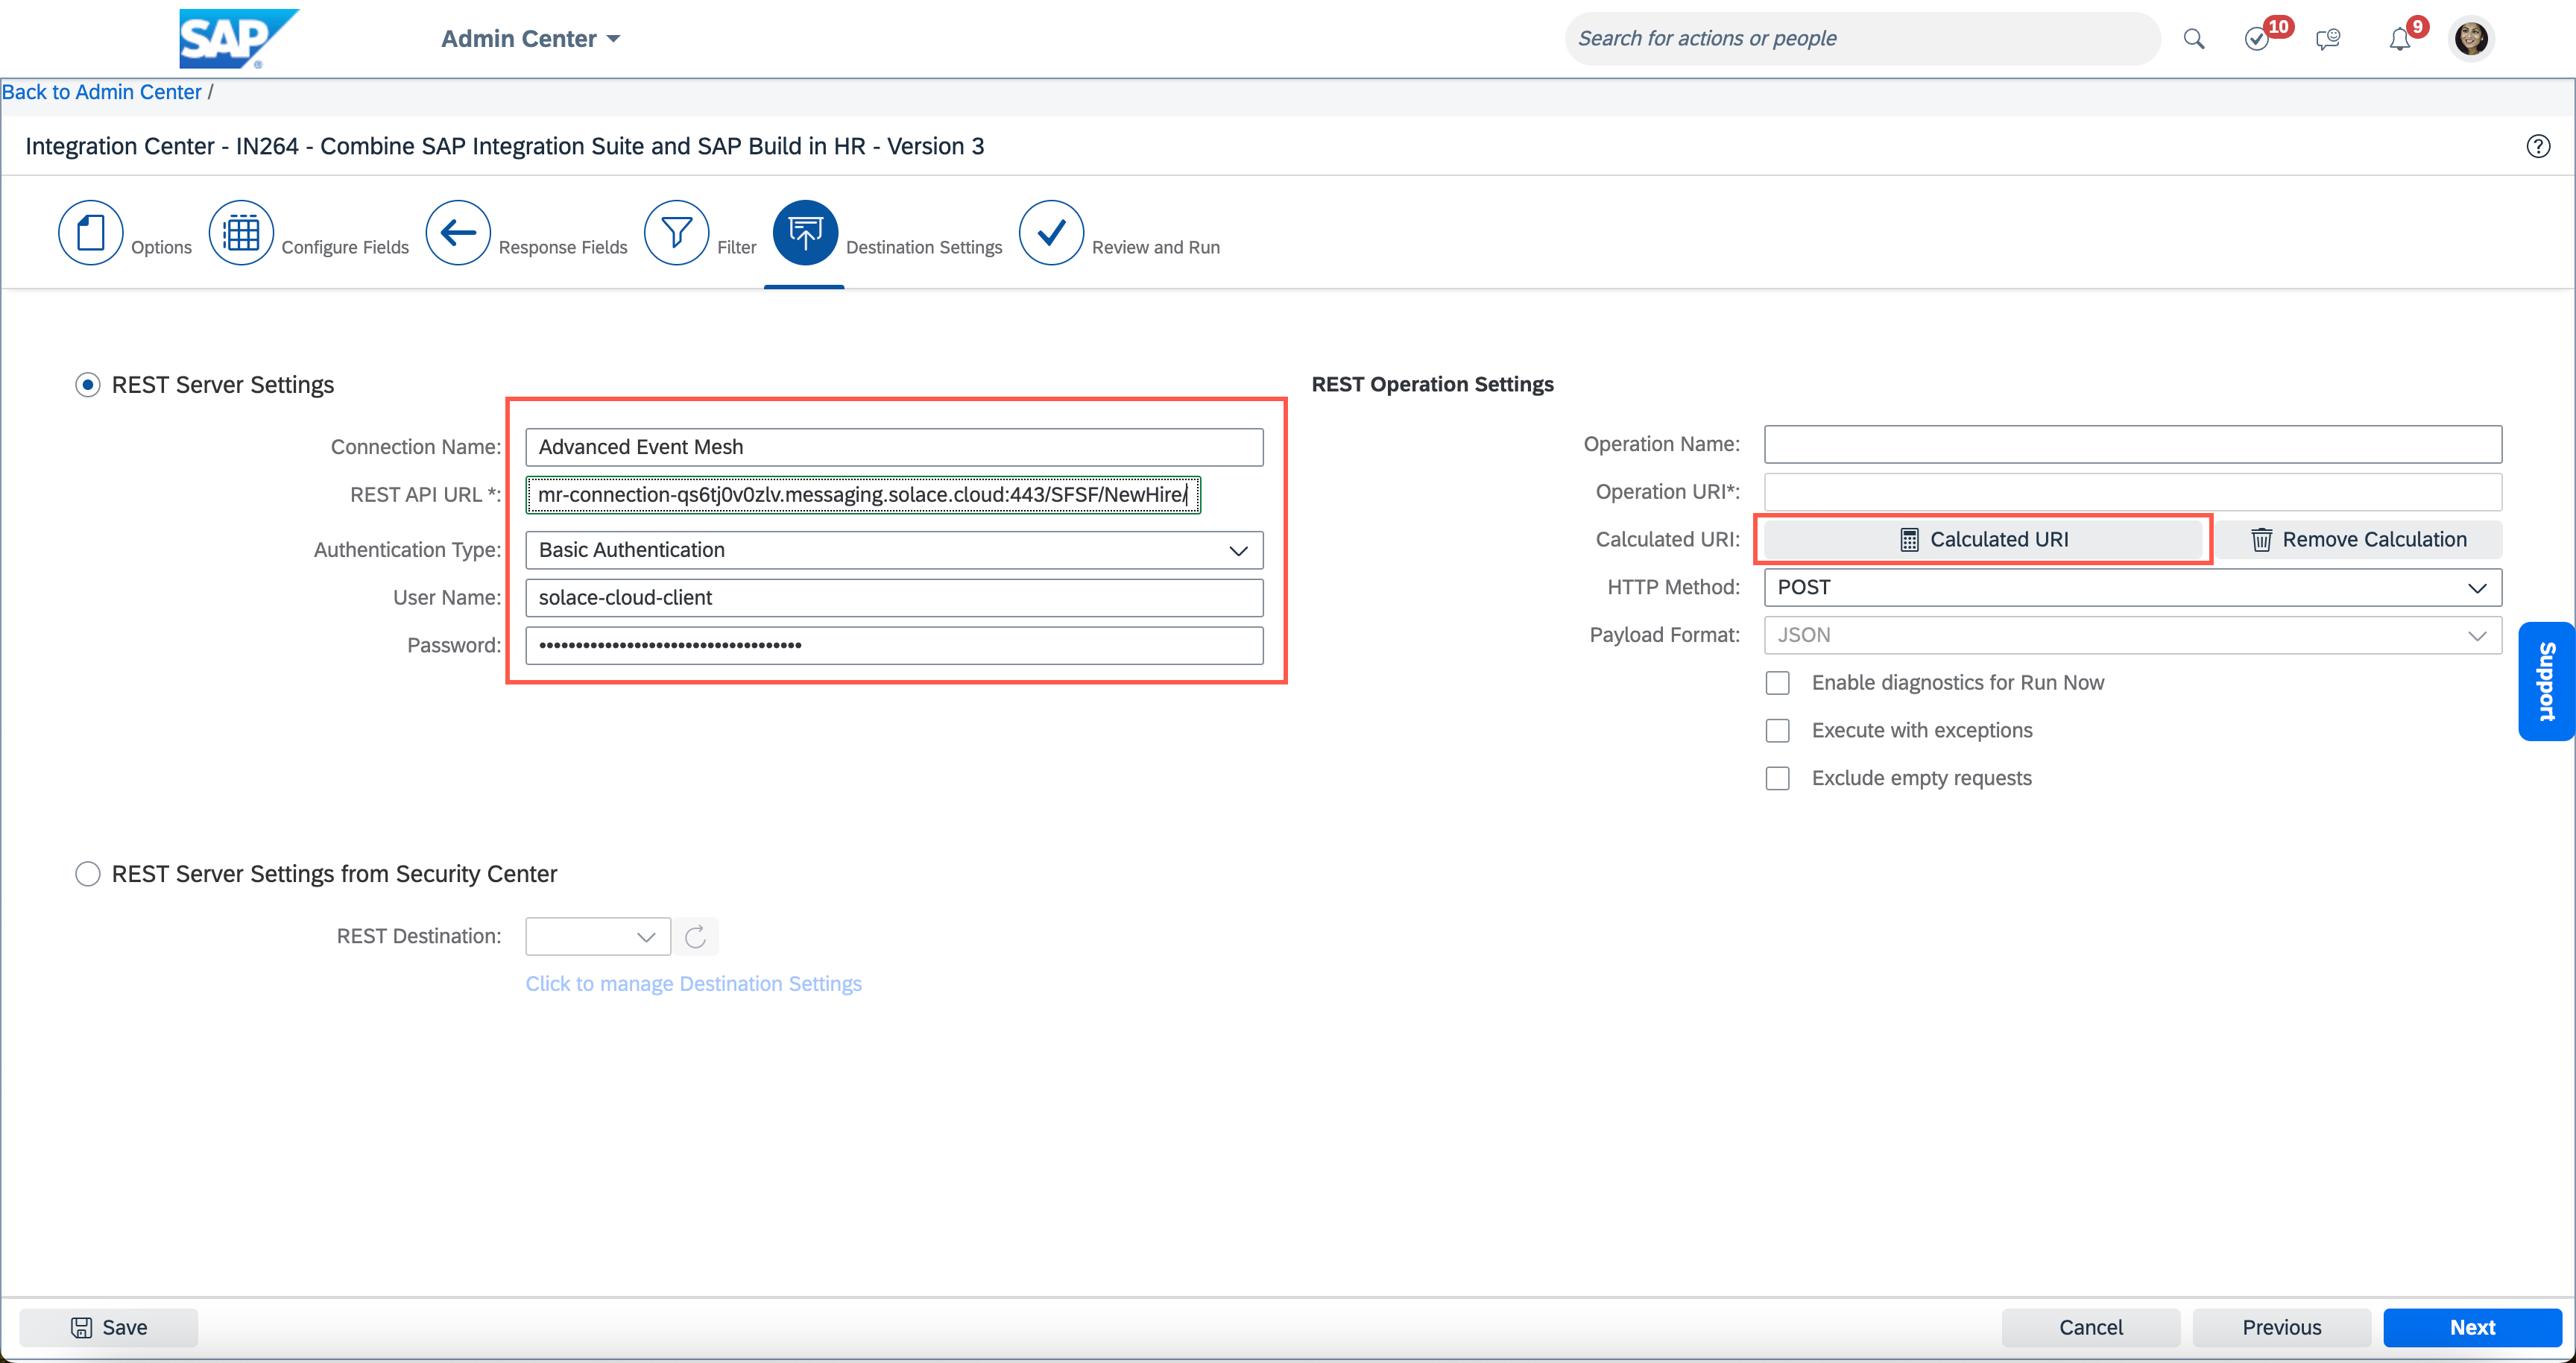 SAP
Admin Center
Search for actions or people
10
9
Back to Admin Center /
Integration Center - IN264 - Combine SAP Integration Suite and SAP Build in HR - Version 3
Options
Configure Fields
Response Fields
Filter
Destination Settings
Review and Run
REST Server Settings
Connection Name: Advanced Event Mesh
REST API URL *: mr-connection-qs6tj0v0zlv.messaging.solace.cloud:443/SFSF/NewHire/
Authentication Type: Basic Authentication
User Name: solace-cloud-client
Password: ••••••••••••••••••••••••••••••••••••
REST Operation Settings
Operation Name:
Operation URI*:
Calculated URI: Calculated URI Remove Calculation
HTTP Method: POST
Payload Format: JSON
Enable diagnostics for Run Now
Execute with exceptions
Exclude empty requests
Support
REST Server Settings from Security Center
REST Destination:
Click to manage Destination Settings
Save
Cancel
Previous
Next